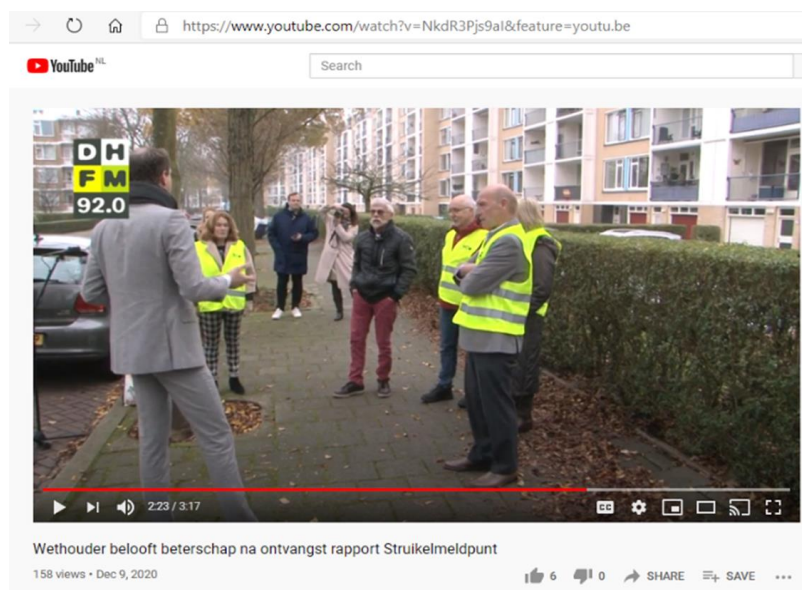 https://www.youtube.com/watch?v=NkdR3Pjs9aI&feature=youtu.be
YouTube NL
Search
DH
FM
92.0
2:23 / 3:17
CC
Wethouder belooft beterschap na ontvangst rapport Struikelmeldpunt
158 views • Dec 9, 2020
6 0 SHARE SAVE